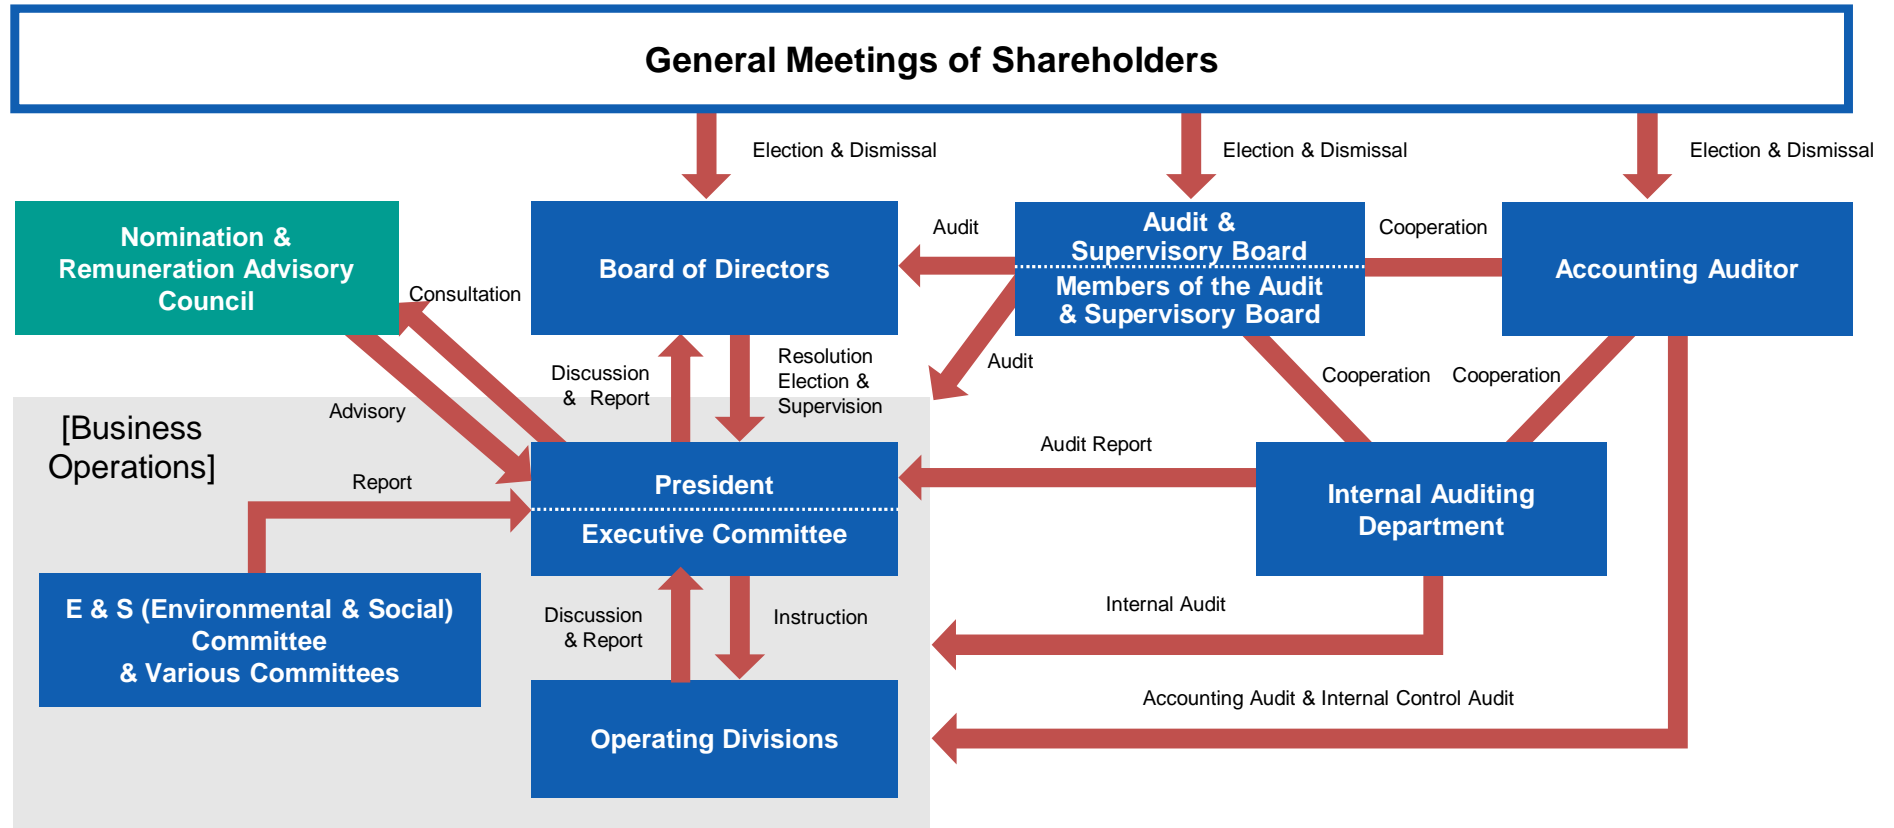 General Meetings of Shareholders
Election & Dismissal
Election & Dismissal
Election & Dismissal
Nomination &
Remuneration Advisory
Council
Consultation
Board of Directors
Audit
Audit &
Supervisory Board
Members of the Audit
& Supervisory Board
Cooperation
Accounting Auditor
Discussion
& Report
Resolution
Election &
Supervision
Audit
Cooperation
Cooperation
[Business
Operations]
Advisory
Report
President
Executive Committee
Audit Report
Internal Auditing
Department
E & S (Environmental & Social)
Committee
& Various Committees
Discussion
& Report
Instruction
Internal Audit
Operating Divisions
Accounting Audit & Internal Control Audit